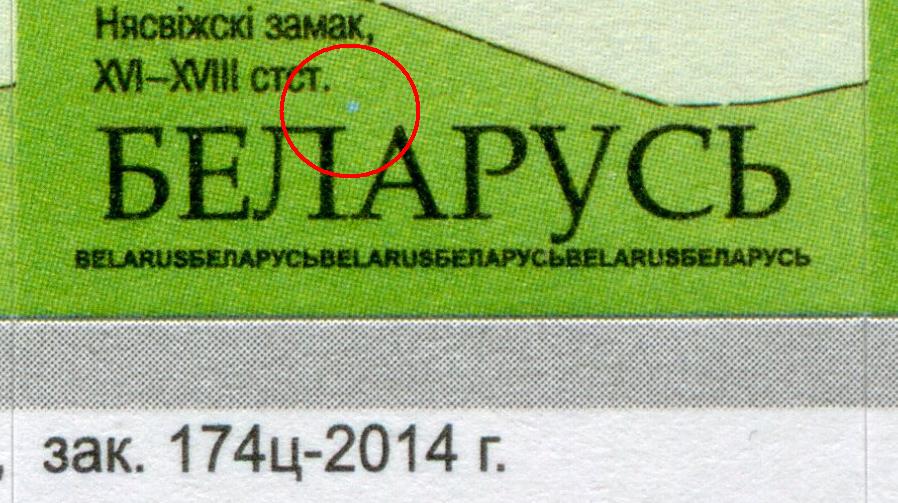 Нясвіжскі замак,
XVI–XVIII стст.
БЕЛАРУСЬ
BELARUSБЕЛАРУСЬBELARUSБЕЛАРУСЬBELARUSБЕЛАРУСЬ
, зак. 174ц-2014 г.